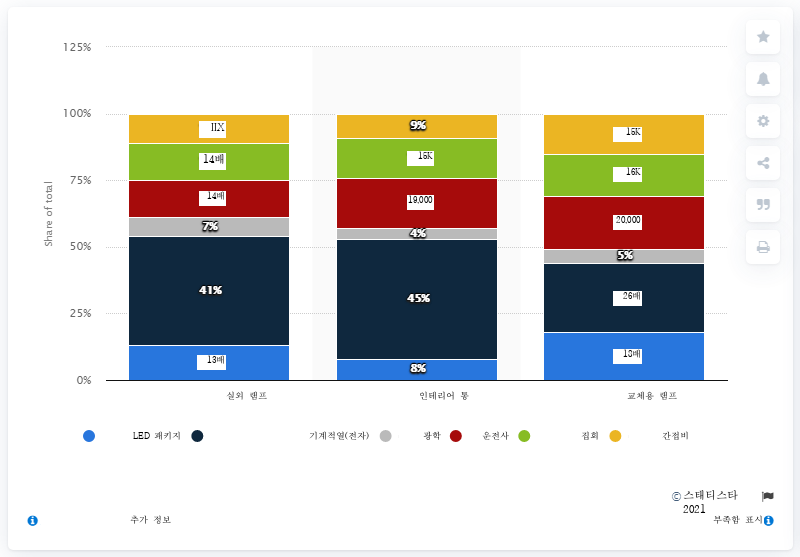 125%
100%
75%
50%
25%
0%
Share of total
IIX
14배
14배
7%
41%
13배
9%
15K
19,000
4%
45%
8%
15K
16K
20,000
5%
26배
18배
실외 램프
인테리어 통
교체용 램프
LED 패키지
기계적열(전자)
광학
운전사
집회
간접비
© 스태티스타
2021
추가 정보
부족함 표시